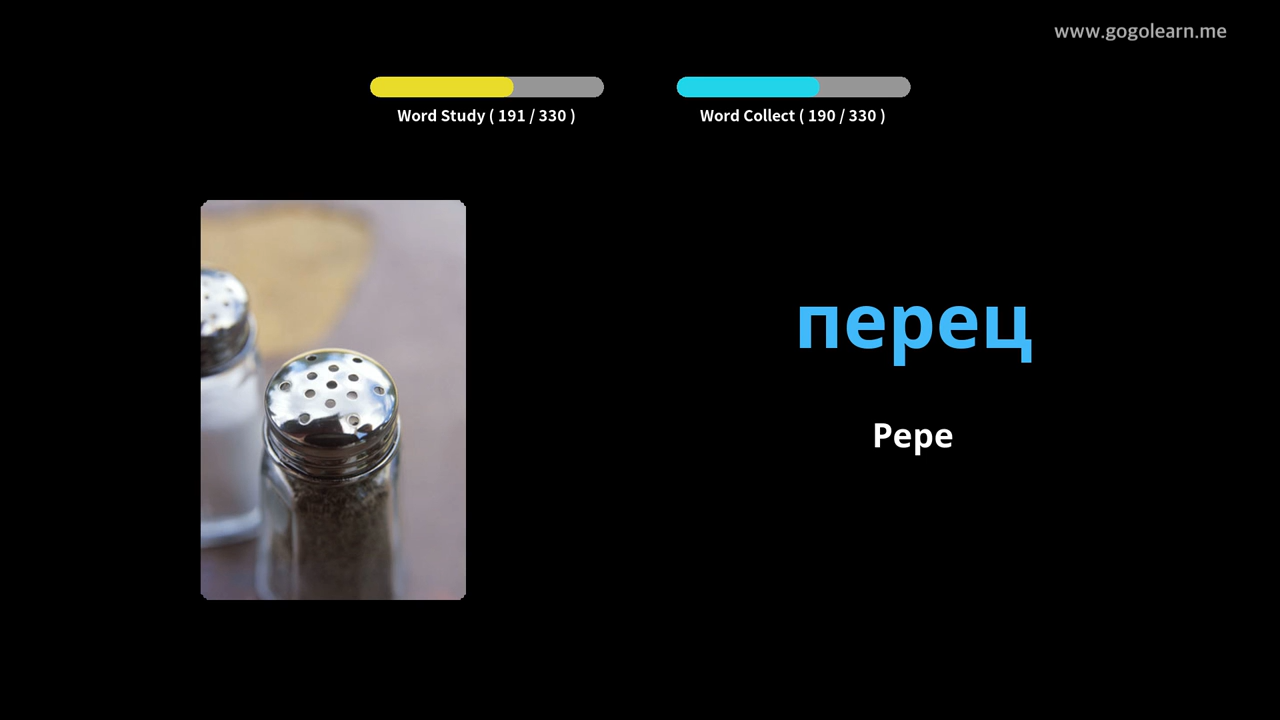 www.gogolearn.me
Word Study ( 191 / 330 )
Word Collect ( 190 / 330 )
перец
Pepe